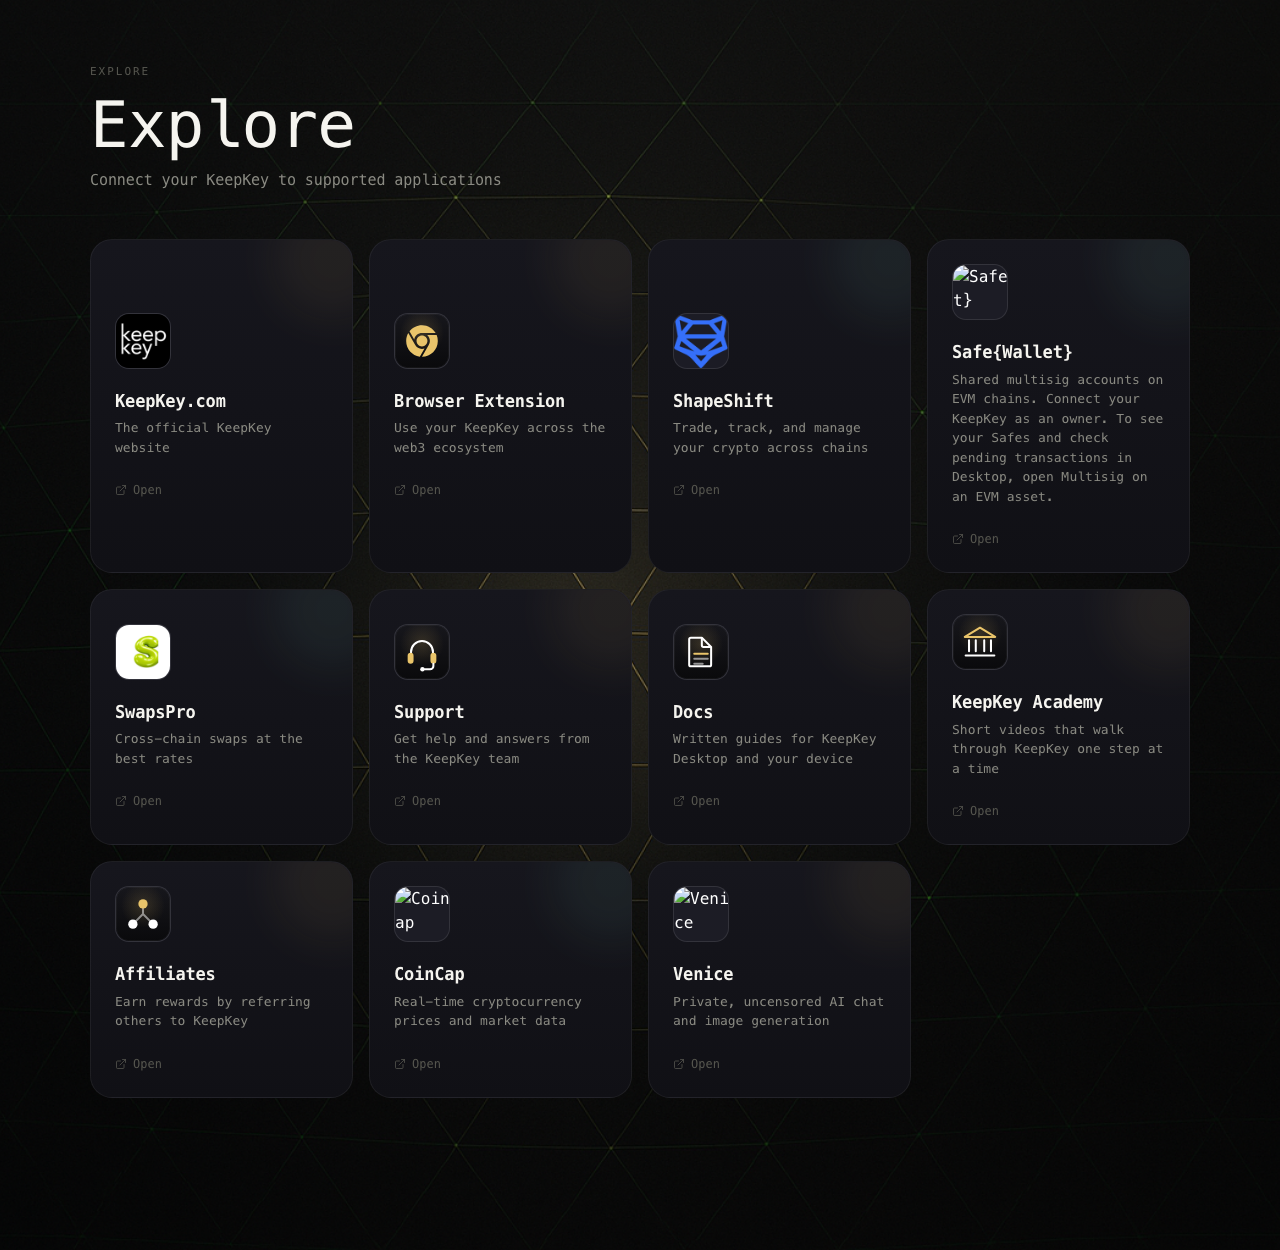 EXPLORE
Explore
Connect your KeepKey to supported applications
keep
key
KeepKey.com
The official KeepKey
website
Open
Browser Extension
Use your KeepKey across the
web3 ecosystem
Open
ShapeShift
Trade, track, and manage
your crypto across chains
Open
Safe
t}
Safe{Wallet}
Shared multisig accounts on
EVM chains. Connect your
KeepKey as an owner. To see
your Safes and check
pending transactions in
Desktop, open Multisig on
an EVM asset.
Open
S
SwapsPro
Cross-chain swaps at the
best rates
Open
Support
Get help and answers from
the KeepKey team
Open
Docs
Written guides for KeepKey
Desktop and your device
Open
KeepKey Academy
Short videos that walk
through KeepKey one step at
a time
Open
Affiliates
Earn rewards by referring
others to KeepKey
Open
Coin
ap
CoinCap
Real-time cryptocurrency
prices and market data
Open
Veni
ce
Venice
Private, uncensored AI chat
and image generation
Open